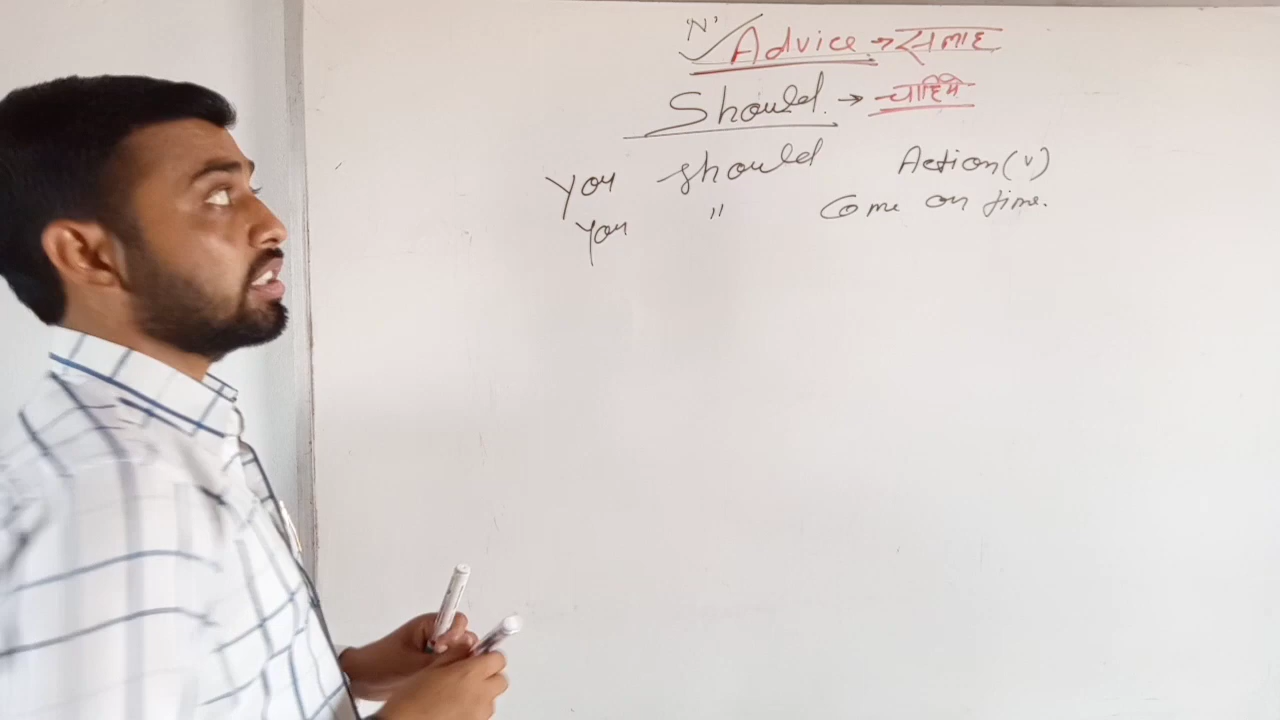 'N'
Advice → सलाह
Should → चाहिये
You should Action (v)
You " Come on time.